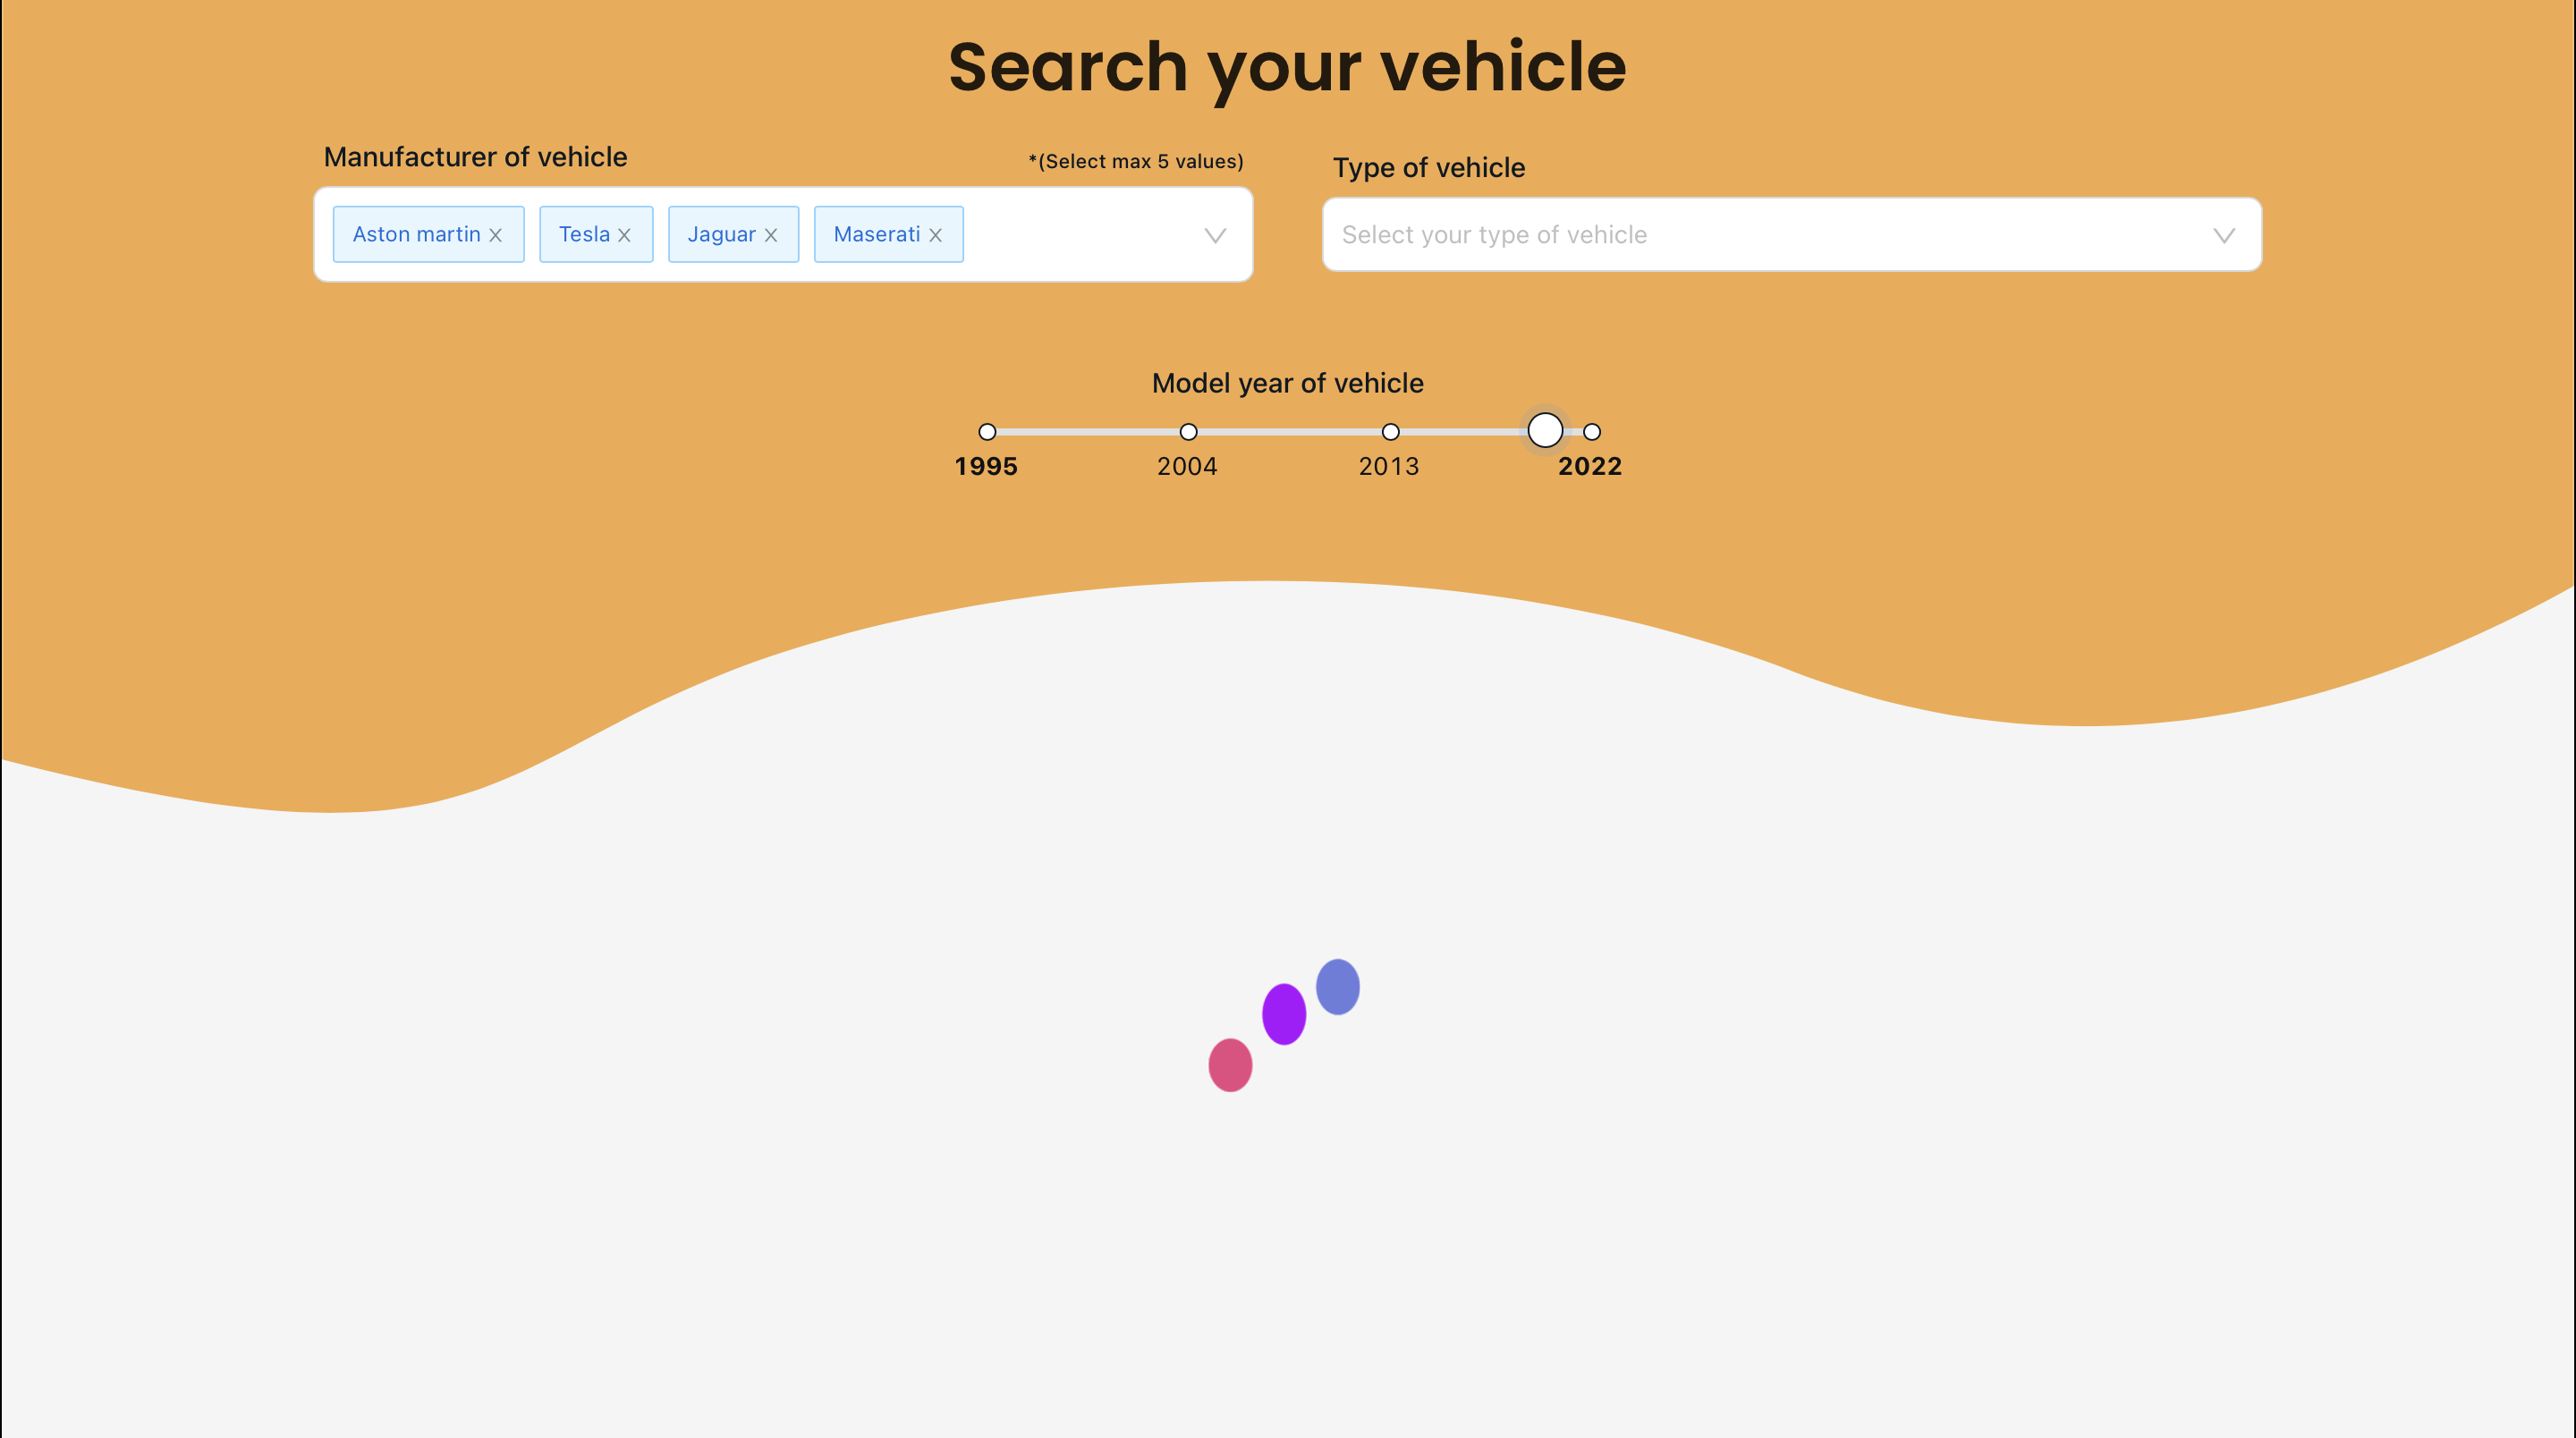 Search your vehicle
Manufacturer of vehicle
*(Select max 5 values)
Aston martin Tesla Jaguar Maserati
Type of vehicle
Select your type of vehicle
Model year of vehicle
1995 2004 2013 2022